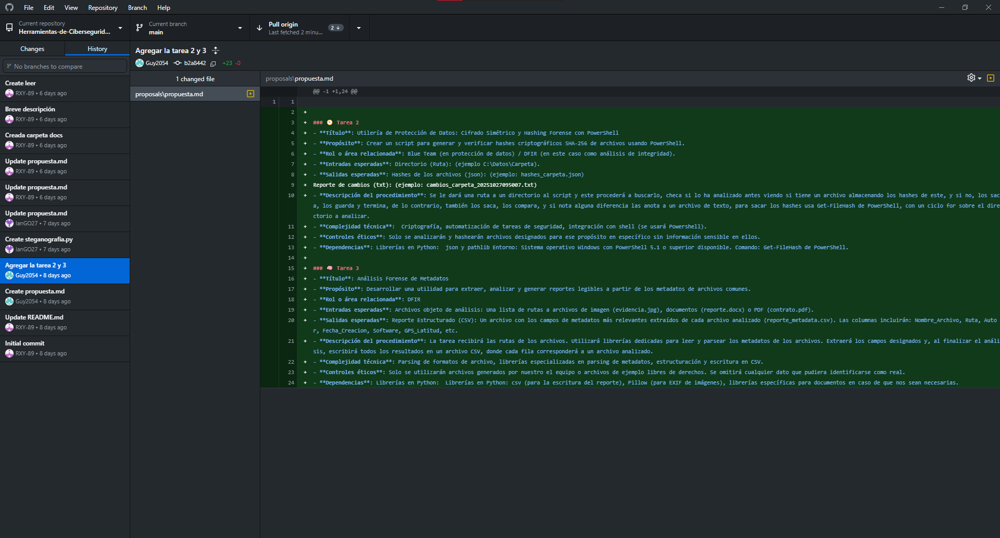 File Edit View Repository Branch Help
Current repository
Herramientas-de-Cibersegurid...
Current branch
main
Pull origin
Last fetched 2 minu...
2
Changes
History
No branches to compare
Create leer
RXY-89 • 6 days ago
Breve descripción
RXY-89 • 6 days ago
Creada carpeta docs
RXY-89 • 6 days ago
Update propuesta.md
RXY-89 • 6 days ago
Update propuesta.md
RXY-89 • 6 days ago
Update propuesta.md
IanGO27 • 7 days ago
Create steganografia.py
IanGO27 • 7 days ago
Agregar la tarea 2 y 3
Guy2054 • 8 days ago
Create propuesta.md
Guy2054 • 8 days ago
Update README.md
RXY-89 • 8 days ago
Initial commit
RXY-89 • 8 days ago
Agregar la tarea 2 y 3
Guy2054 b2a8442 +23 -0
1 changed file
proposals\propuesta.md
proposals\propuesta.md
@@ -1 +1,24 @@
1 1
2 +
3 + ### 🧭 Tarea 2
4 + - **Título**: Utilería de Protección de Datos: Cifrado Simétrico y Hashing Forense con PowerShell
5 + - **Propósito**: Crear un script para generar y verificar hashes criptográficos SHA-256 de archivos usando PowerShell.
6 + - **Rol o área relacionada**: Blue Team (en protección de datos) / DFIR (en este caso como análisis de integridad).
7 + - **Entradas esperadas**: Directorio (Ruta): (ejemplo C:\Datos\Carpeta).
8 + - **Salidas esperadas**: Hashes de los archivos (json): (ejemplo: hashes_carpeta.json)
9 + Reporte de cambios (txt): (ejemplo: cambios_carpeta_20251027095007.txt)
10 + - **Descripción del procedimiento**: Se le dará una ruta a un directorio al script y este procederá a buscarlo, checa si lo ha analizado antes viendo si tiene un archivo almacenando los hashes de este, y si no, los sac
a, los guarda y termina, de lo contrario, también los saca, los compara, y si nota alguna diferencia las anota a un archivo de texto, para sacar los hashes usa Get-FileHash de PowerShell, con un ciclo for sobre el dire
ctorio a analizar.
11 + - **Complejidad técnica**:  Criptografía, automatización de tareas de seguridad, integración con shell (se usará Powershell).
12 + - **Controles éticos**: Solo se analizarán y hashearán archivos designados para ese propósito en específico sin información sensible en ellos.
13 + - **Dependencias**: Librerías en Python:  json y pathlib Entorno: Sistema operativo Windows con PowerShell 5.1 o superior disponible. Comando: Get-FileHash de PowerShell.
14 +
15 + ### 🧠 Tarea 3
16 + - **Título**: Análisis Forense de Metadatos
17 + - **Propósito**: Desarrollar una utilidad para extraer, analizar y generar reportes legibles a partir de los metadatos de archivos comunes.
18 + - **Rol o área relacionada**: DFIR
19 + - **Entradas esperadas**: Archivos objeto de análisis: Una lista de rutas a archivos de imagen (evidencia.jpg), documentos (reporte.docx) o PDF (contrato.pdf).
20 + - **Salidas esperadas**: Reporte Estructurado (CSV): Un archivo con los campos de metadatos más relevantes extraídos de cada archivo analizado (reporte_metadata.csv). Las columnas incluirán: Nombre_Archivo, Ruta, Auto
r, Fecha_Creacion, Software, GPS_Latitud, etc.
21 + - **Descripción del procedimiento**: La tarea recibirá las rutas de los archivos. Utilizará librerías dedicadas para leer y parsear los metadatos de los archivos. Extraerá los campos designados y, al finalizar el análi
sis, escribirá todos los resultados en un archivo CSV, donde cada fila corresponderá a un archivo analizado.
22 + - **Complejidad técnica**: Parsing de formatos de archivo, librerías especializadas en parsing de metadatos, estructuración y escritura en CSV.
23 + - **Controles éticos**: Solo se utilizarán archivos generados por nuestro el equipo o archivos de ejemplo libres de derechos. Se omitirá cualquier dato que pudiera identificarse como real.
24 + - **Dependencias**: Librerías en Python:  Librerías en Python: csv (para la escritura del reporte), Pillow (para EXIF de imágenes), librerías específicas para documentos en caso de que nos sean necesarias.